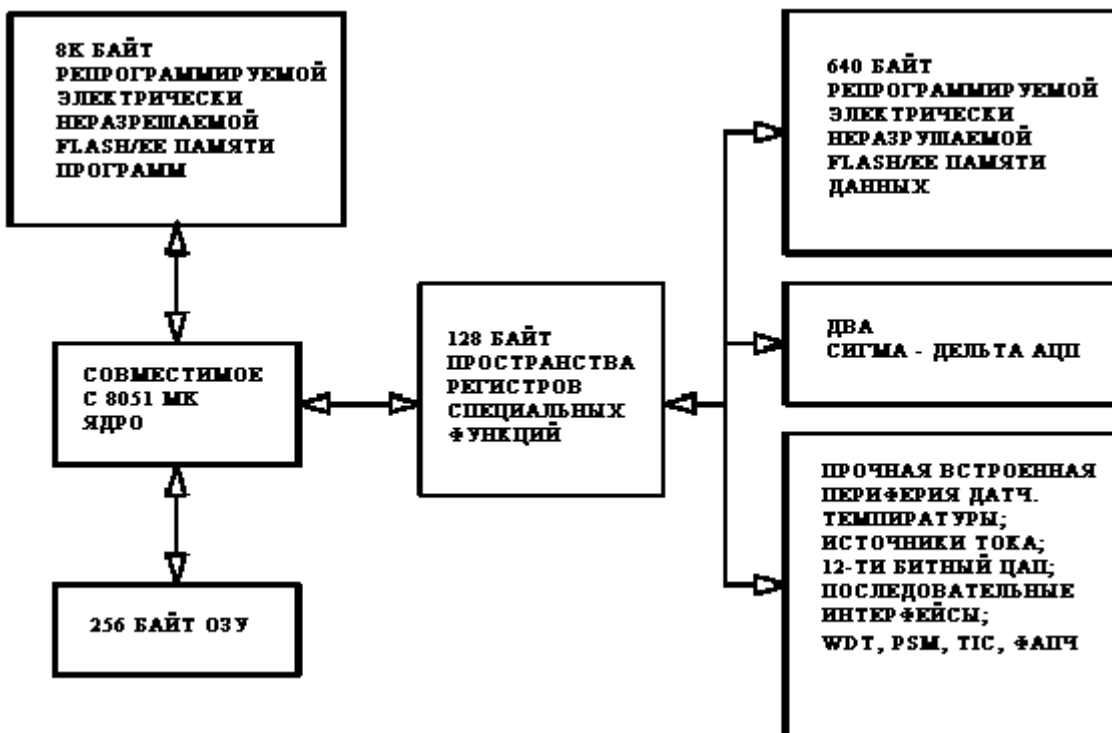 8К БАЙТ
РЕПРОГРАММИРУЕМОЙ
ЭЛЕКТРИЧЕСКИ
НЕРАЗРЕШАЕМОЙ
FLASH/EE ПАМЯТИ
ПРОГРАММ
СОВМЕСТИМОЕ
С 8051 МК
ЯДРО
256 БАЙТ ОЗУ
128 БАЙТ
ПРОСТРАНСТВА
РЕГИСТРОВ
СПЕЦИАЛЬНЫХ
ФУНКЦИЙ
640 БАЙТ
РЕПРОГРАММИРУЕМОЙ
ЭЛЕКТРИЧЕСКИ
НЕРАЗРУШАЕМОЙ
FLASH/EE ПАМЯТИ
ДАННЫХ
ДВА
СИГМА - ДЕЛЬТА АЦП
ПРОЧНАЯ ВСТРОЕННАЯ
ПЕРИФЕРИЯ ДАТЧ.
ТЕМПИРАТУРЫ;
ИСТОЧНИКИ ТОКА;
12-ТИ БИТНЫЙ ЦАП;
ПОСЛЕДОВАТЕЛЬНЫЕ
ИНТЕРФЕЙСЫ;
WDT, PSM, TIC, ФАПЧ